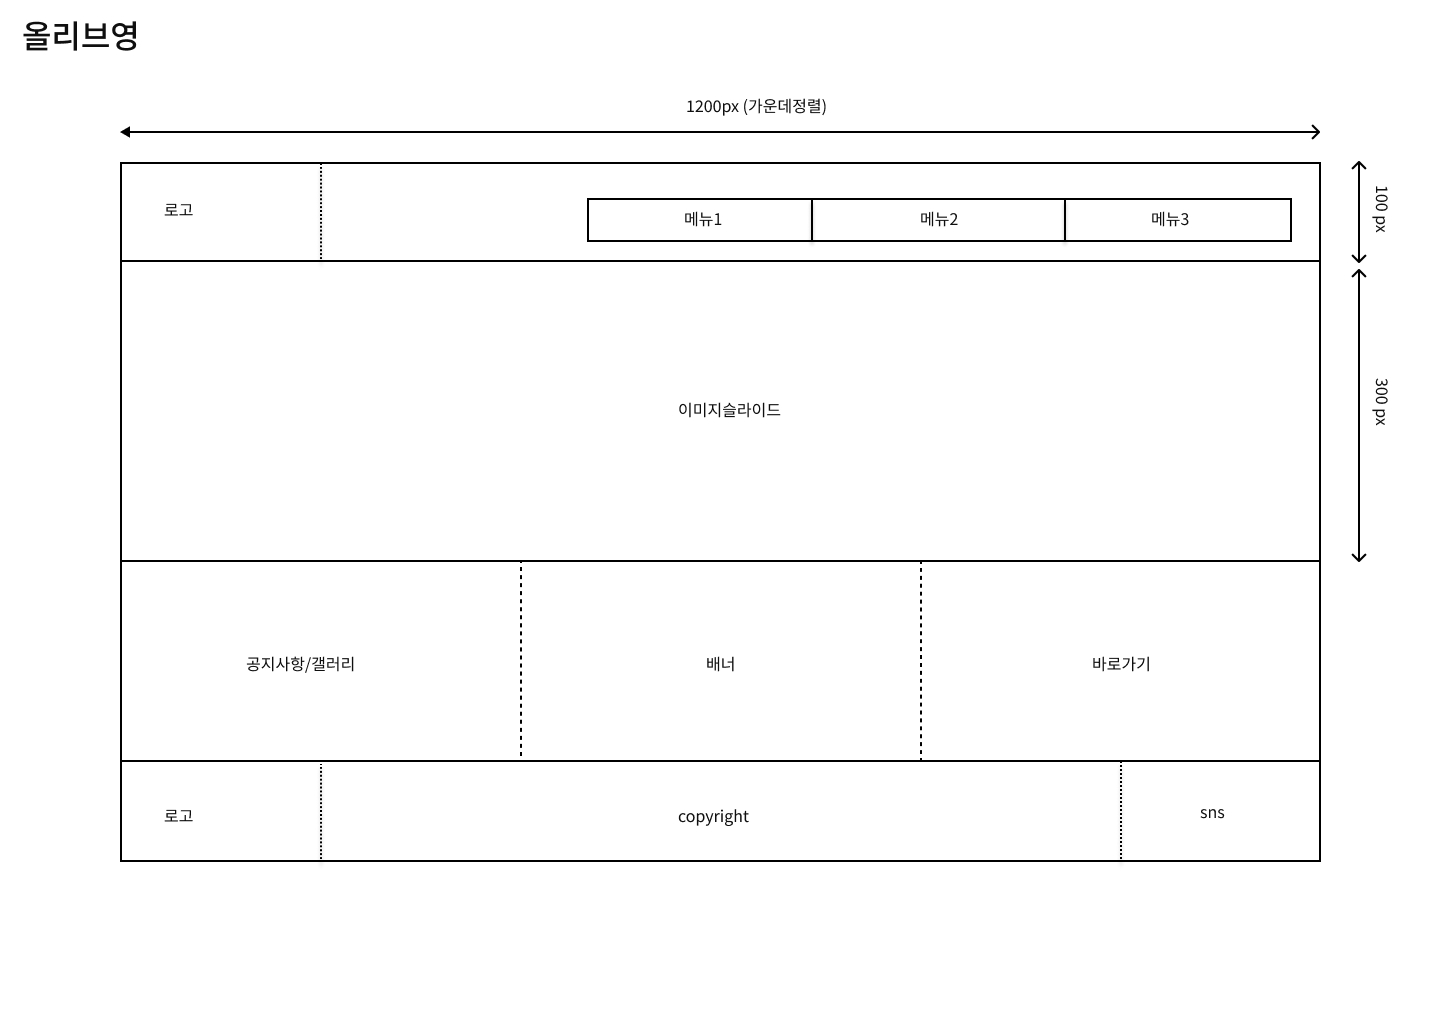 올리브영
1200px (가운데정렬)
로고
메뉴1
메뉴2
메뉴3
100 px
이미지슬라이드
300 px
공지사항/갤러리
배너
바로가기
로고
copyright
sns